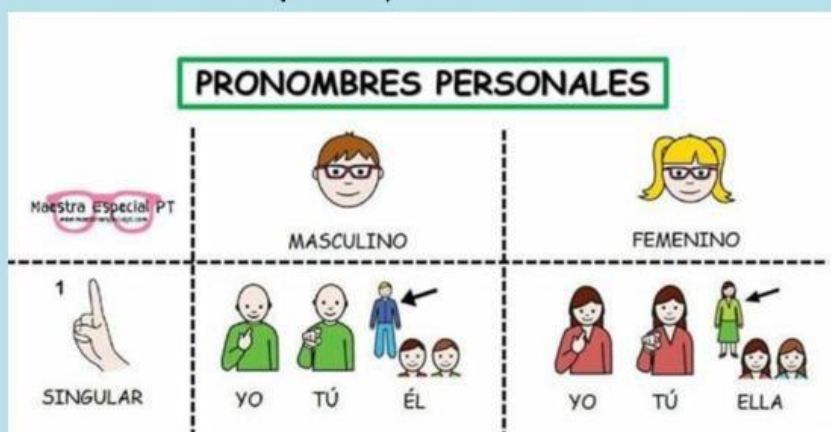 PRONOMBRES PERSONALES
Maestra Especial PT
MASCULINO
FEMENINO
1
SINGULAR
YO TÚ ÉL
YO TÚ ELLA